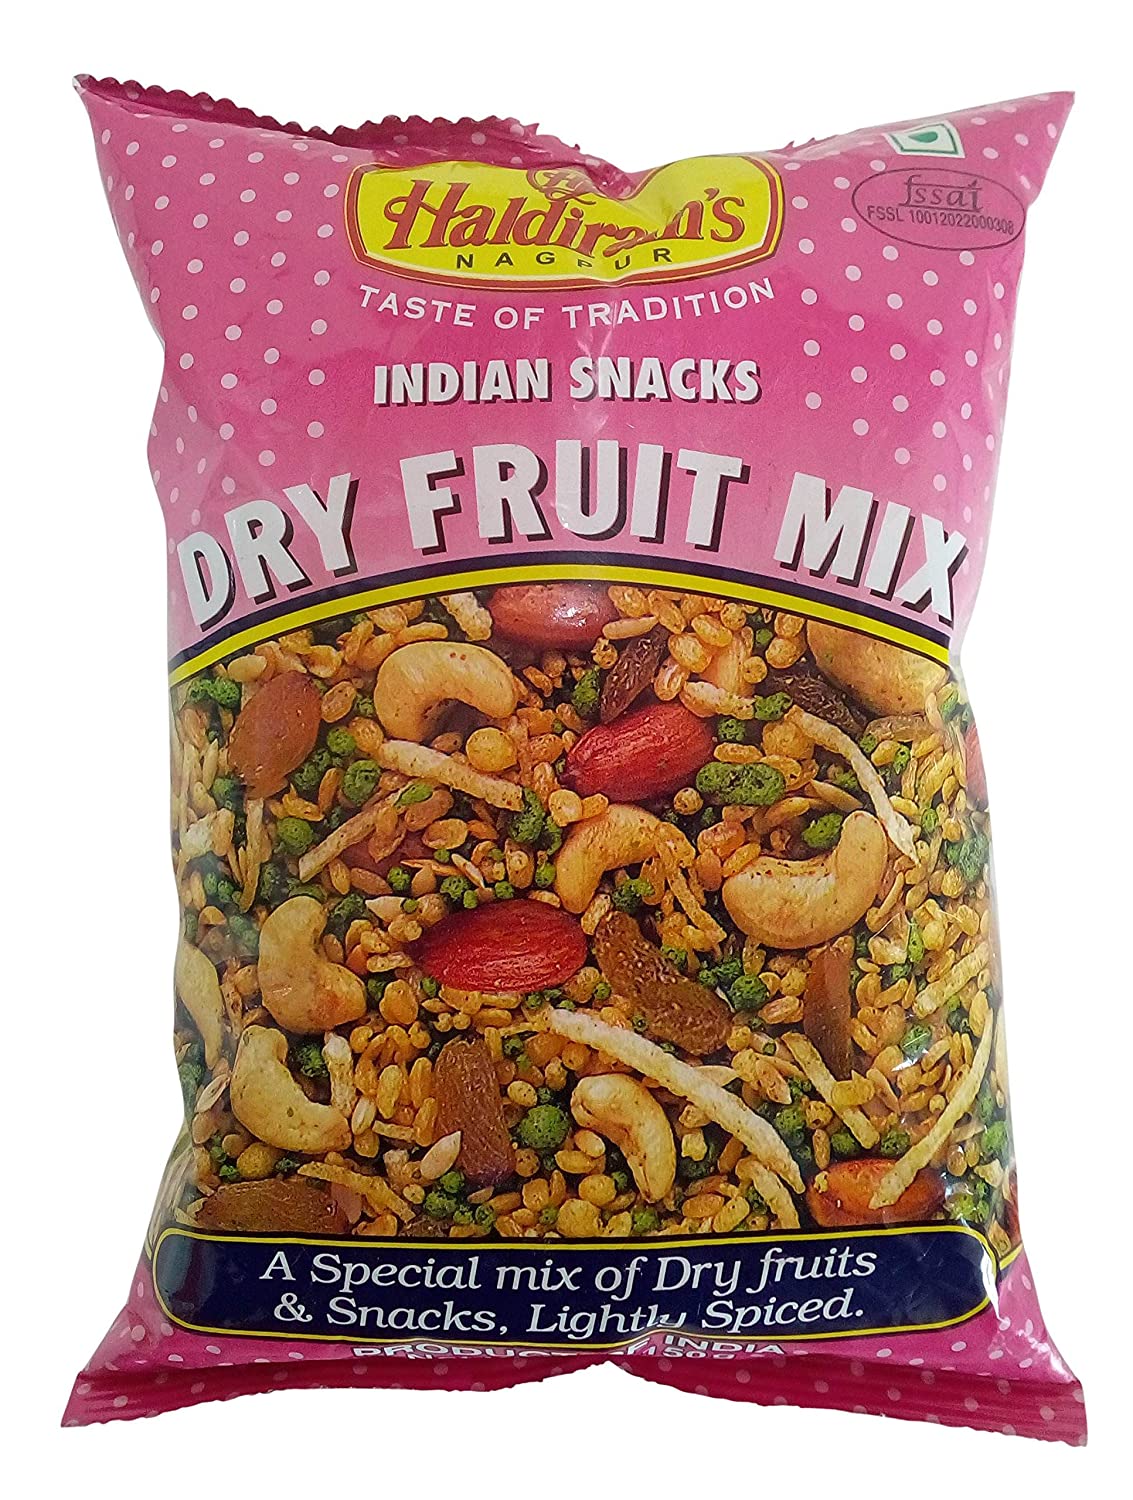 Haldiram's
NAGPUR
TASTE OF TRADITION
fssai
FSSL 10012022000308
INDIAN SNACKS
DRY FRUIT MIX
A Special mix of Dry fruits
& Snacks, Lightly Spiced.
INDIA